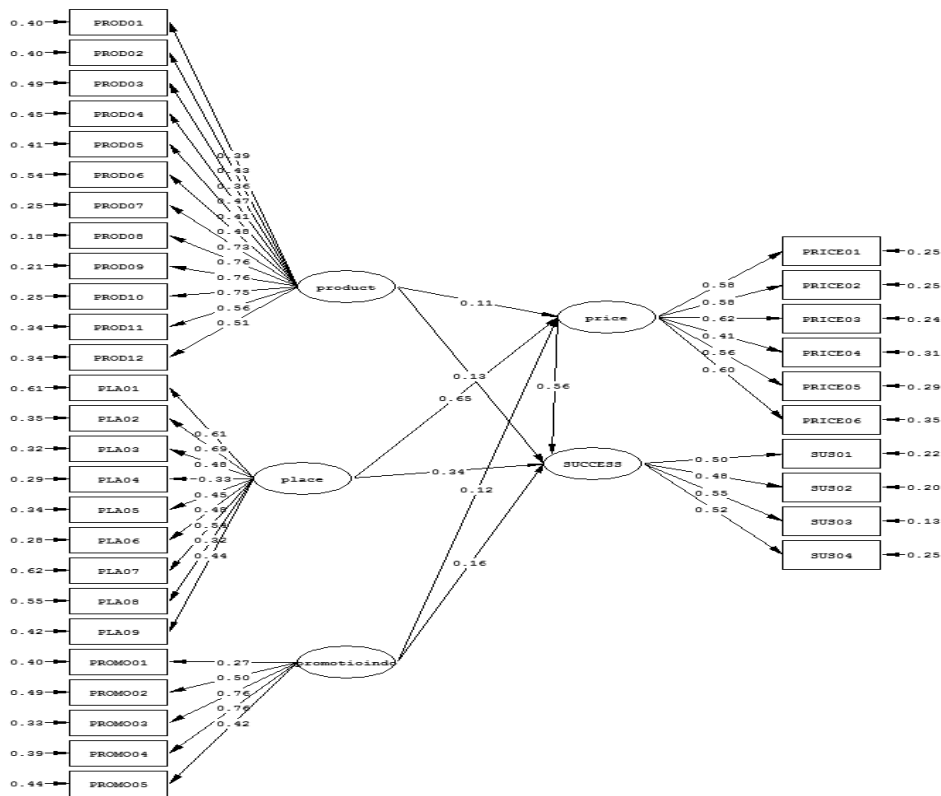 0.40 PROD01
0.40 PROD02
0.49 PROD03
0.45 PROD04
0.41 PROD05
0.54 PROD06
0.25 PROD07
0.18 PROD08
0.21 PROD09
0.25 PROD10
0.34 PROD11
0.34 PROD12
0.61 PLA01
0.35 PLA02
0.32 PLA03
0.29 PLA04
0.34 PLA05
0.28 PLA06
0.62 PLA07
0.55 PLA08
0.42 PLA09
0.40 PROMO01
0.49 PROMO02
0.33 PROMO03
0.39 PROMO04
0.44 PROMO05
0.39
0.43
0.36
0.47
0.41
0.48
0.73
0.76
0.76
0.75
0.56
0.51
0.61
0.69
0.48
0.33
0.45
0.48
0.54
0.32
0.44
0.27
0.50
0.76
0.76
0.42
product
place
promotioindo
0.11
0.13
0.65
0.56
0.34
0.12
0.16
price
SUCCESS
0.58
0.58
0.62
0.41
0.56
0.60
0.50
0.48
0.55
0.52
PRICE01 0.25
PRICE02 0.25
PRICE03 0.24
PRICE04 0.31
PRICE05 0.29
PRICE06 0.35
SUS01 0.22
SUS02 0.20
SUS03 0.13
SUS04 0.25